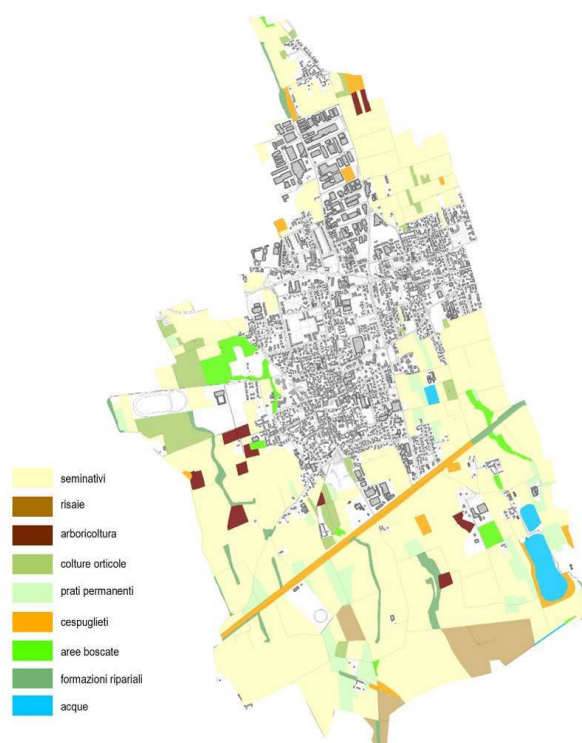 seminativi
risaie
arboricoltura
colture orticole
prati permanenti
cespuglieti
aree boscate
formazioni ripariali
acque